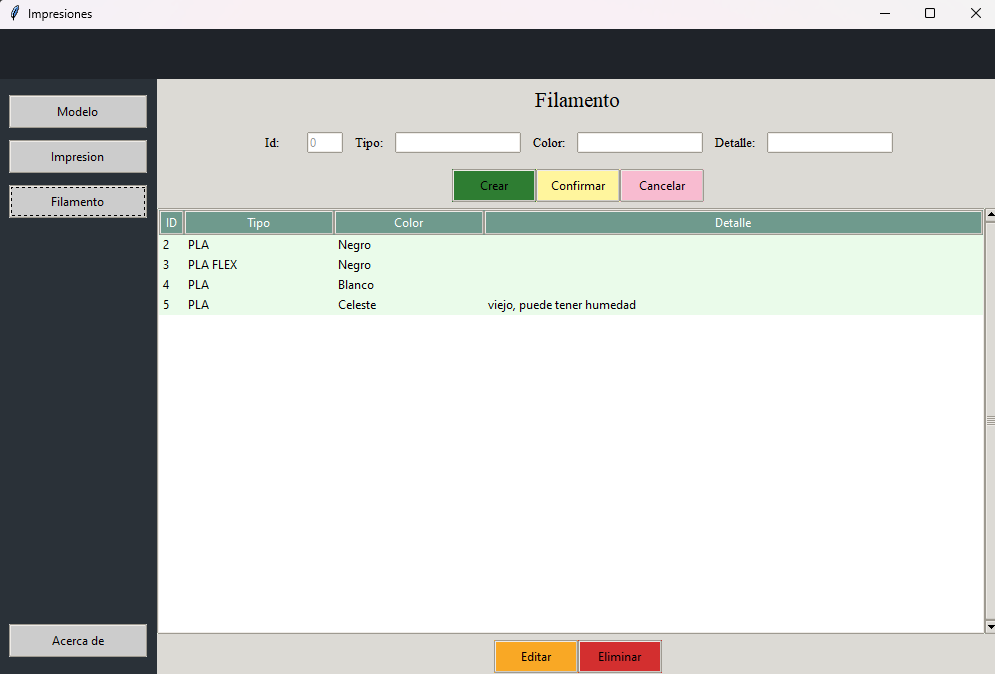 Impresiones
Filamento
Modelo
Impresion
Filamento
Acerca de
Id: 0 Tipo: Color: Detalle:
Crear Confirmar Cancelar
ID Tipo Color Detalle
2 PLA Negro
3 PLA FLEX Negro
4 PLA Blanco
5 PLA Celeste viejo, puede tener humedad
Editar Eliminar